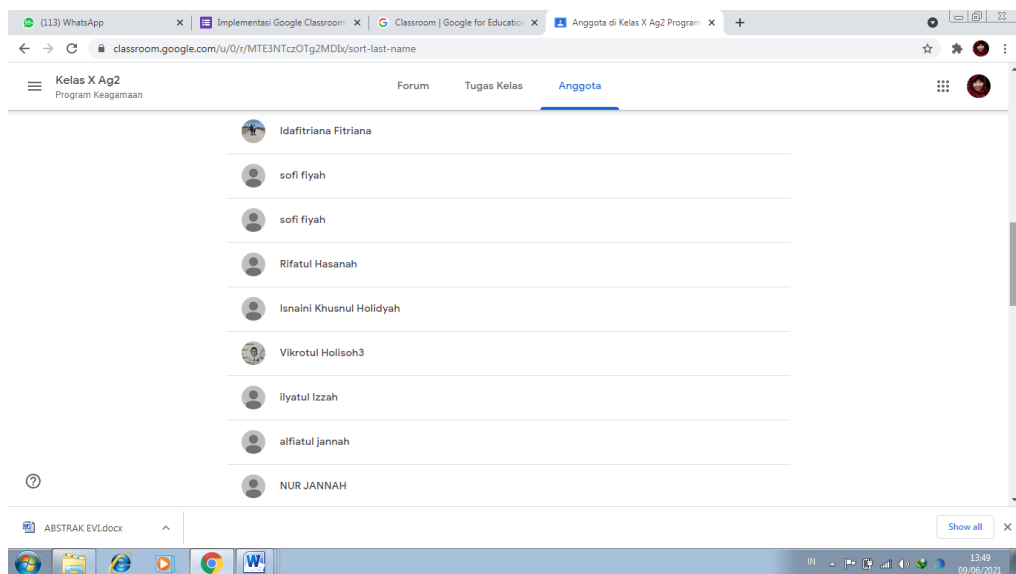 (113) WhatsApp
Implementasi Google Classroom
Classroom | Google for Education
Anggota di Kelas X Ag2 Program
classroom.google.com/u/0/r/MTE3NTczOTg2MDIx/sort-last-name
Kelas X Ag2
Program Keagamaan
Forum
Tugas Kelas
Anggota
Idafitriana Fitriana
sofi fiyah
sofi fiyah
Rifatul Hasanah
Isnaini Khusnul Holidyah
Vikrotul Holisoh3
ilyatul Izzah
alfiatul jannah
NUR JANNAH
ABSTRAK EVI.docx
Show all
IN
13:49
09/06/2021